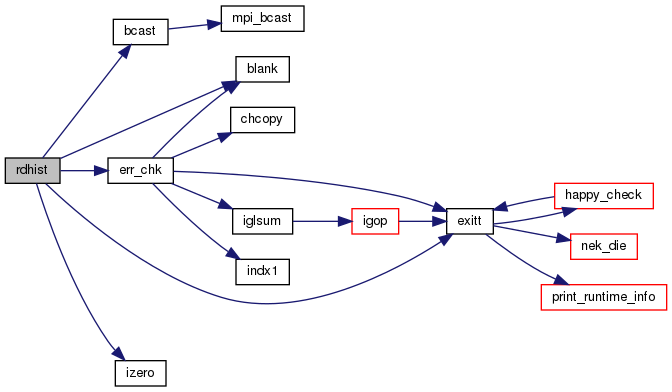 mpi_bcast
bcast
blank
chcopy
rdhist
err_chk
happy_check
iglsum
igop
exitt
nek_die
indx1
print_runtime_info
izero